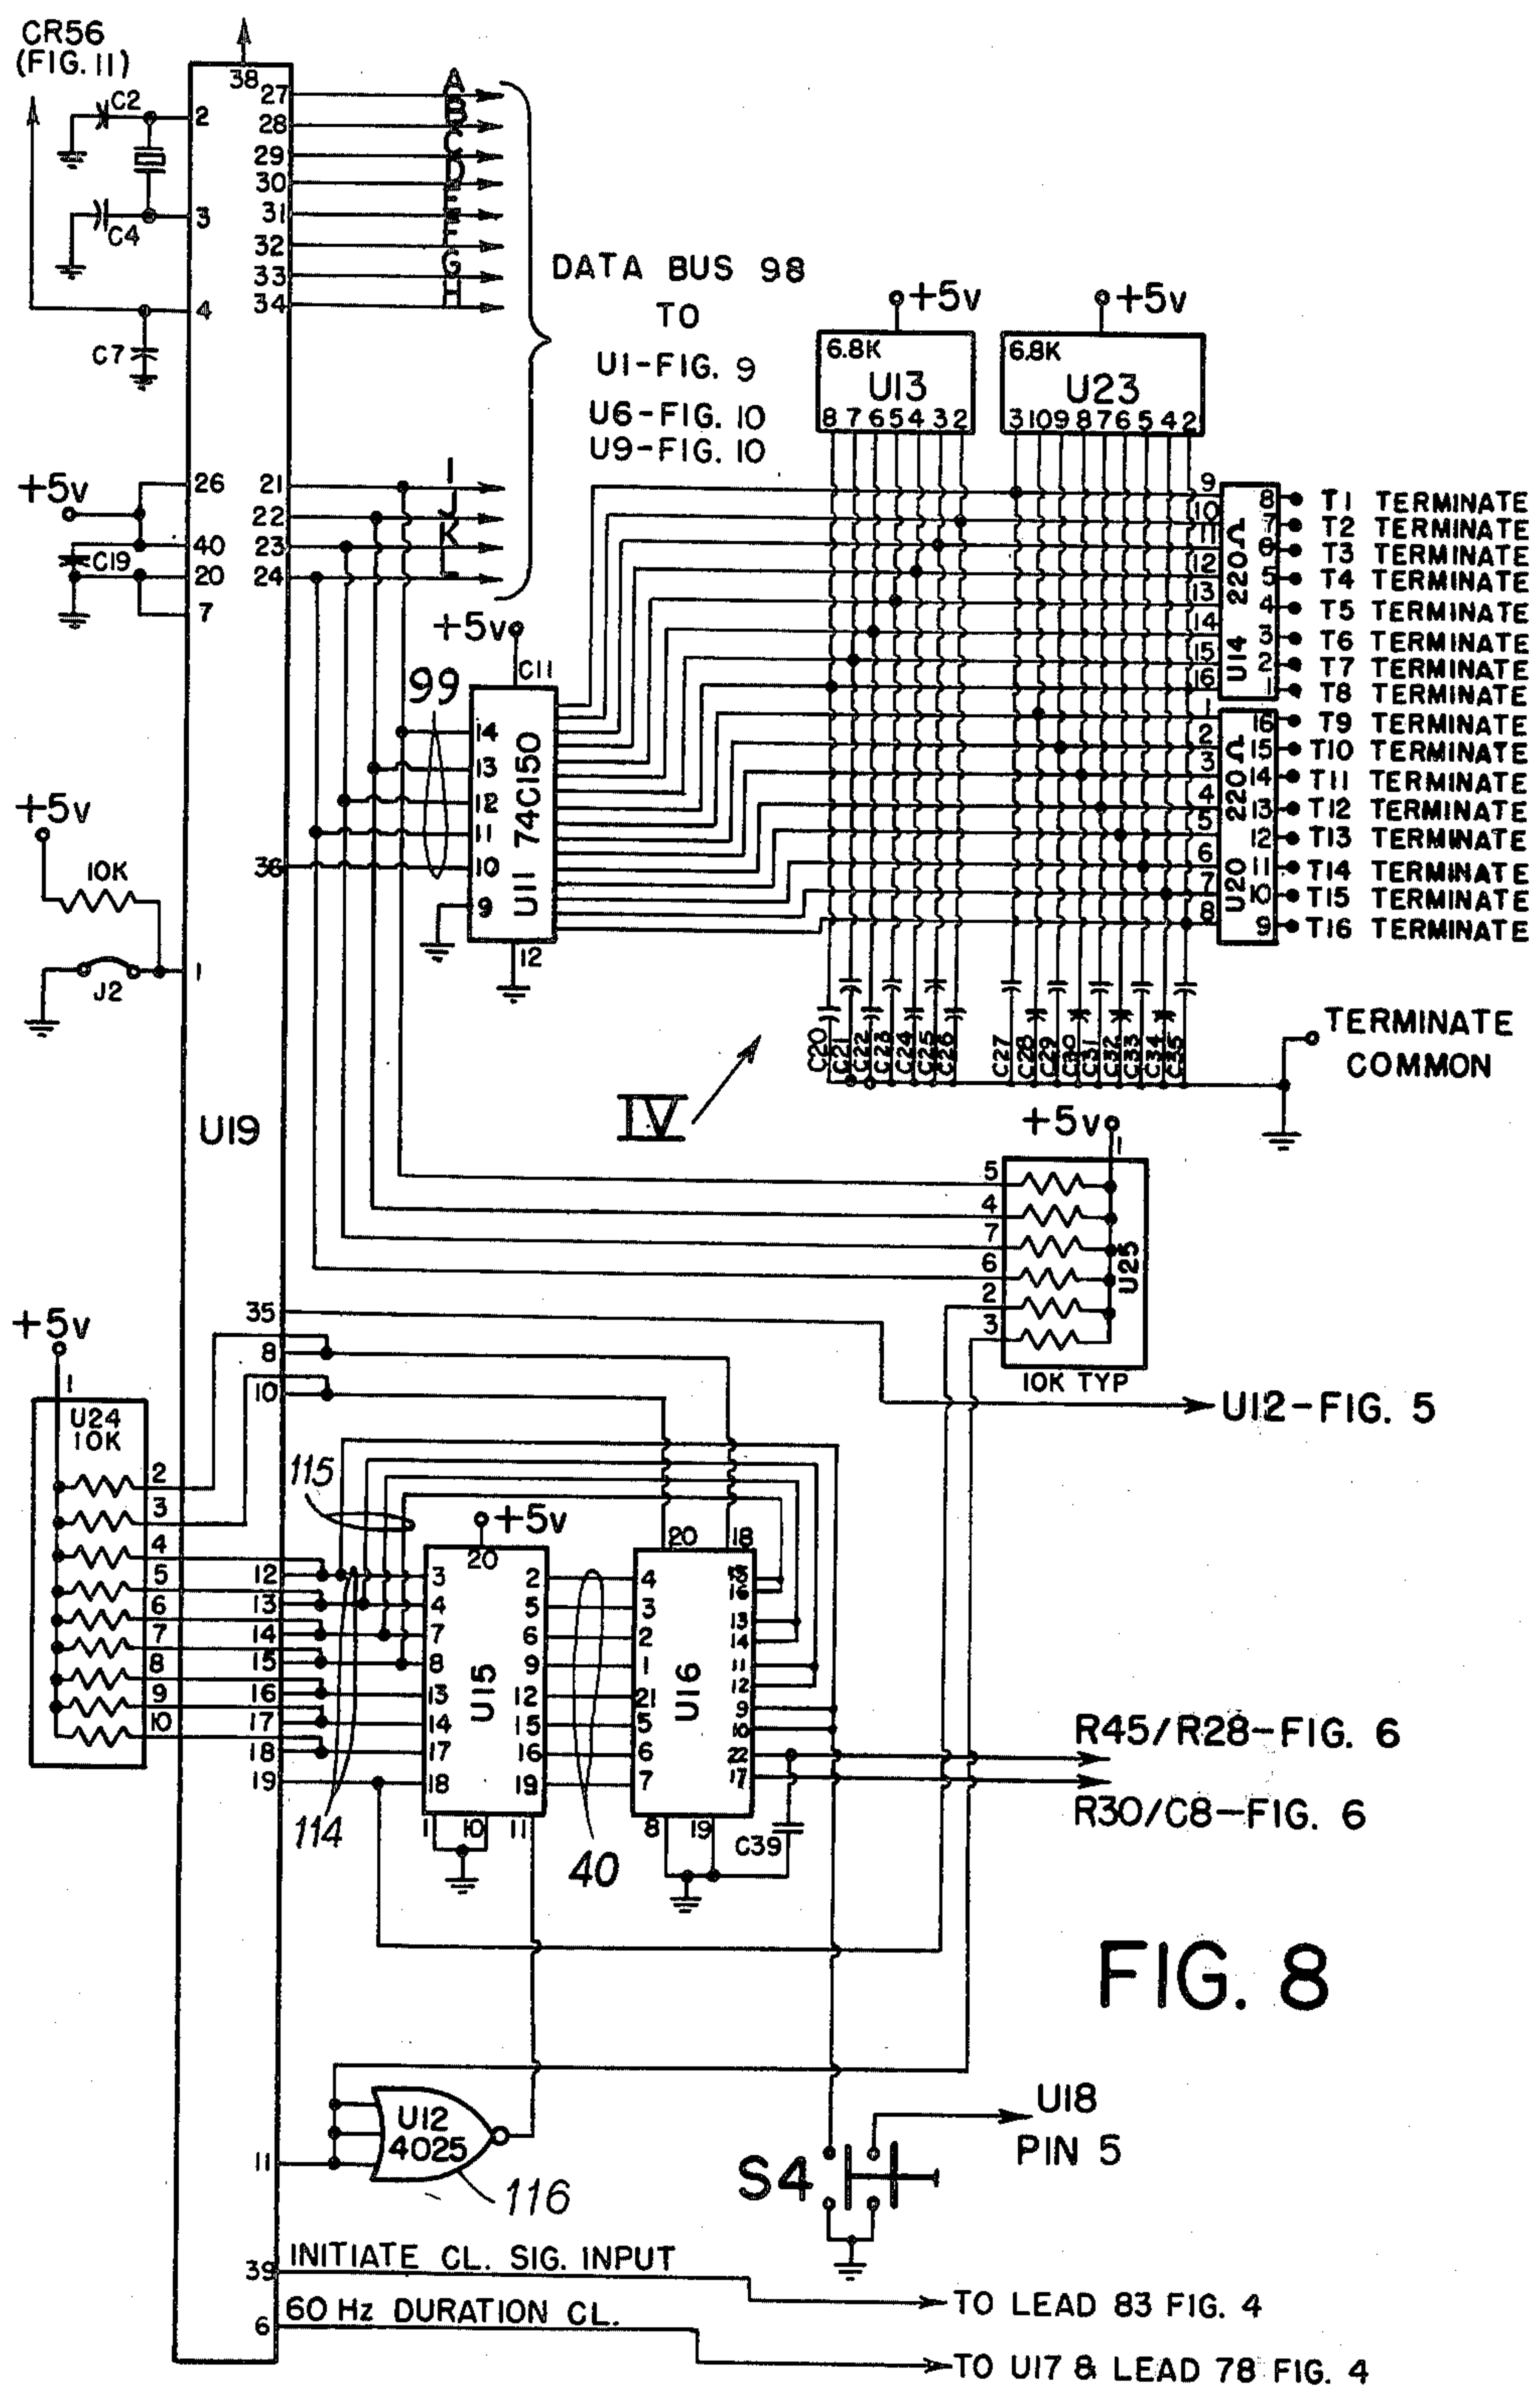 CR56
(FIG. 11)
C2
C4
C7
2
3
4
38
27
28
29
30
31
32
33
34
A
B
C
D
E
F
G
H
DATA BUS 98
TO
U1-FIG. 9
U6-FIG. 10
U9-FIG. 10
+5v
26
40
20
7
C19
21
22
23
24
I
J
K
L
+5v
6.8K
U13
8 7 6 5 4 3 2
+5v
6.8K
U23
3 10 9 8 7 6 5 4 2
9
10
11
12
13
14
15
16
U14 220Ω
8
7
6
5
4
3
2
1
T1 TERMINATE
T2 TERMINATE
T3 TERMINATE
T4 TERMINATE
T5 TERMINATE
T6 TERMINATE
T7 TERMINATE
T8 TERMINATE
1
2
3
4
5
6
7
8
U20 220Ω
16
15
14
13
12
11
10
9
T9 TERMINATE
T10 TERMINATE
T11 TERMINATE
T12 TERMINATE
T13 TERMINATE
T14 TERMINATE
T15 TERMINATE
T16 TERMINATE
+5v
C11
99
14
13
12
11
10
9
U11 74C150
12
36
+5v
10K
J2
1
C20
C21
C22
C23
C24
C25
C26
C27
C28
C29
C30
C31
C32
C33
C34
C35
TERMINATE
COMMON
IV
U19
+5v
1
5
4
7
6
2
3
U25
10K TYP
35
8
10
U12-FIG. 5
+5v
1
U24
10K
2
3
4
5
6
7
8
9
10
12
13
14
15
16
17
18
19
115
114
+5v
20
3
4
7
8
13
14
17
18
U15
2
5
6
9
12
15
16
19
1
10
11
40
20
18
4
3
2
1
21
5
6
7
U16
16
13
14
11
12
9
10
22
17
8
19
C39
R45/R28-FIG. 6
R30/C8-FIG. 6
FIG. 8
U12
4025
11
116
S4
U18
PIN 5
39
INITIATE CL. SIG. INPUT
TO LEAD 83 FIG. 4
6
60 Hz DURATION CL.
TO U17 & LEAD 78 FIG. 4